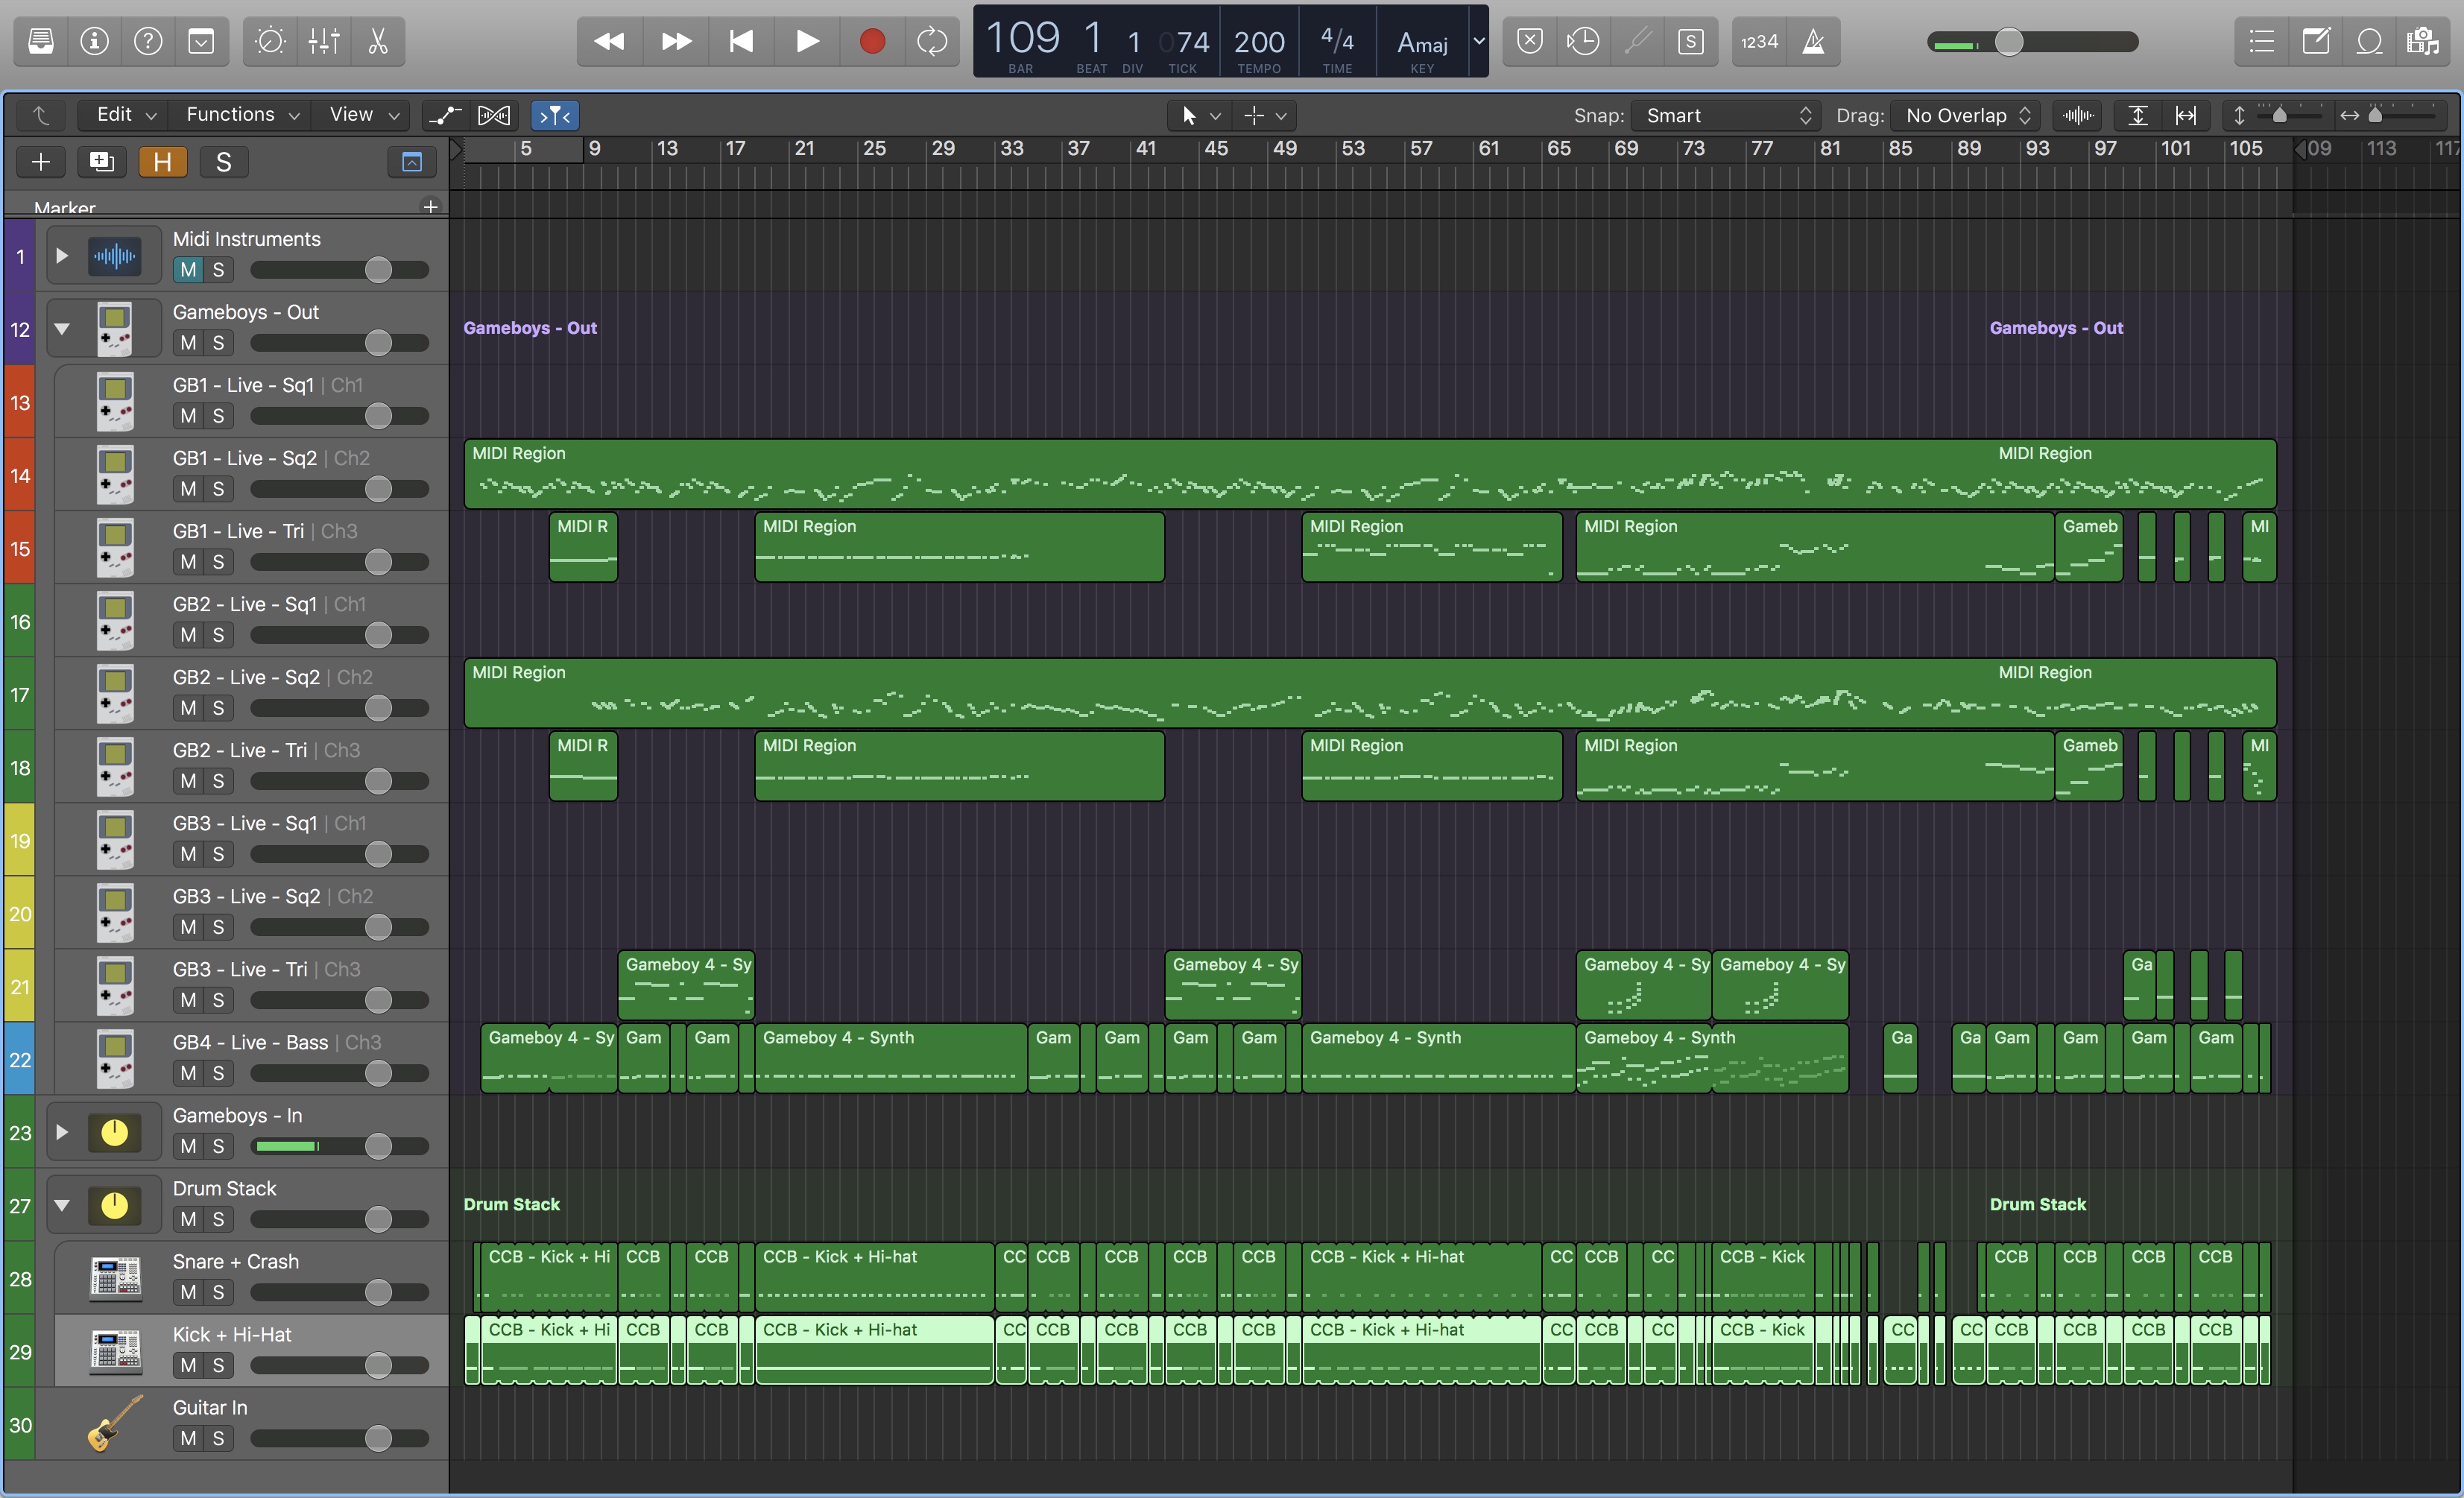 109 1 1 074 200 4/4 Amaj
BAR BEAT DIV TICK TEMPO TIME KEY
S 1234
Edit Functions View Snap: Smart Drag: No Overlap
H S 5 9 13 17 21 25 29 33 37 41 45 49 53 57 61 65 69 73 77 81 85 89 93 97 101 105 09 113 117
Marker
1 Midi Instruments
M S
12 Gameboys - Out Gameboys - Out Gameboys - Out
M S
13 GB1 - Live - Sq1 | Ch1
M S
14 GB1 - Live - Sq2 | Ch2 MIDI Region MIDI Region
M S
15 GB1 - Live - Tri | Ch3 MIDI R MIDI Region MIDI Region MIDI Region Gameb MI
M S
16 GB2 - Live - Sq1 | Ch1
M S
17 GB2 - Live - Sq2 | Ch2 MIDI Region MIDI Region
M S
18 GB2 - Live - Tri | Ch3 MIDI R MIDI Region MIDI Region MIDI Region Gameb MI
M S
19 GB3 - Live - Sq1 | Ch1
M S
20 GB3 - Live - Sq2 | Ch2
M S
21 GB3 - Live - Tri | Ch3 Gameboy 4 - Sy Gameboy 4 - Sy Gameboy 4 - Sy Gameboy 4 - Sy Ga
M S
22 GB4 - Live - Bass | Ch3 Gameboy 4 - Sy Gam Gam Gameboy 4 - Synth Gam Gam Gam Gam Gameboy 4 - Synth Gameboy 4 - Synth Ga Ga Gam Gam Gam Gam
M S
23 Gameboys - In
M S
27 Drum Stack Drum Stack Drum Stack
M S
28 Snare + Crash CCB - Kick + Hi CCB CCB CCB - Kick + Hi-hat CC CCB CCB CCB CCB CCB - Kick + Hi-hat CC CCB CC CCB - Kick CCB CCB CCB CCB
M S
29 Kick + Hi-Hat CCB - Kick + Hi CCB CCB CCB - Kick + Hi-hat CC CCB CCB CCB CCB CCB - Kick + Hi-hat CC CCB CC CCB - Kick CC CC CCB CCB CCB CCB
M S
30 Guitar In
M S